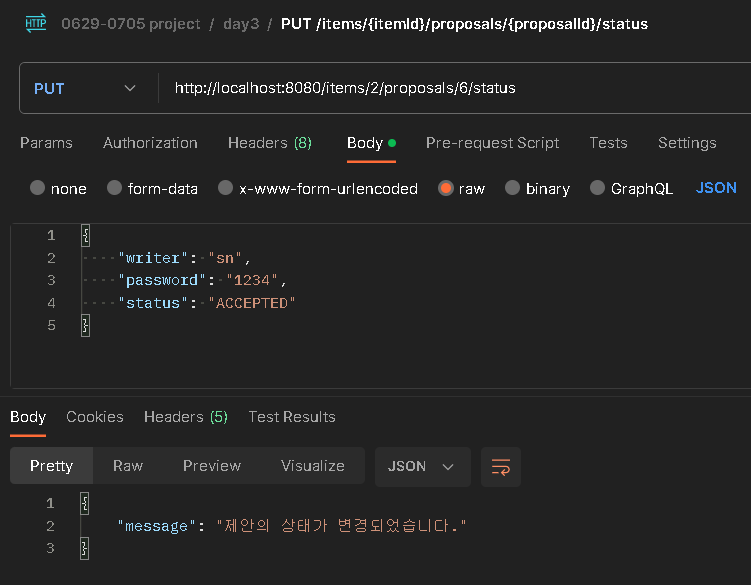 HTTP 0629-0705 project / day3 / PUT /items/{itemId}/proposals/{proposalId}/status
PUT http://localhost:8080/items/2/proposals/6/status
Params Authorization Headers (8) Body Pre-request Script Tests Settings
none form-data x-www-form-urlencoded raw binary GraphQL JSON
1 {
2 "writer": "sn",
3 "password": "1234",
4 "status": "ACCEPTED"
5 }
Body Cookies Headers (5) Test Results
Pretty Raw Preview Visualize JSON
1 {
2 "message": "제안의 상태가 변경되었습니다."
3 }